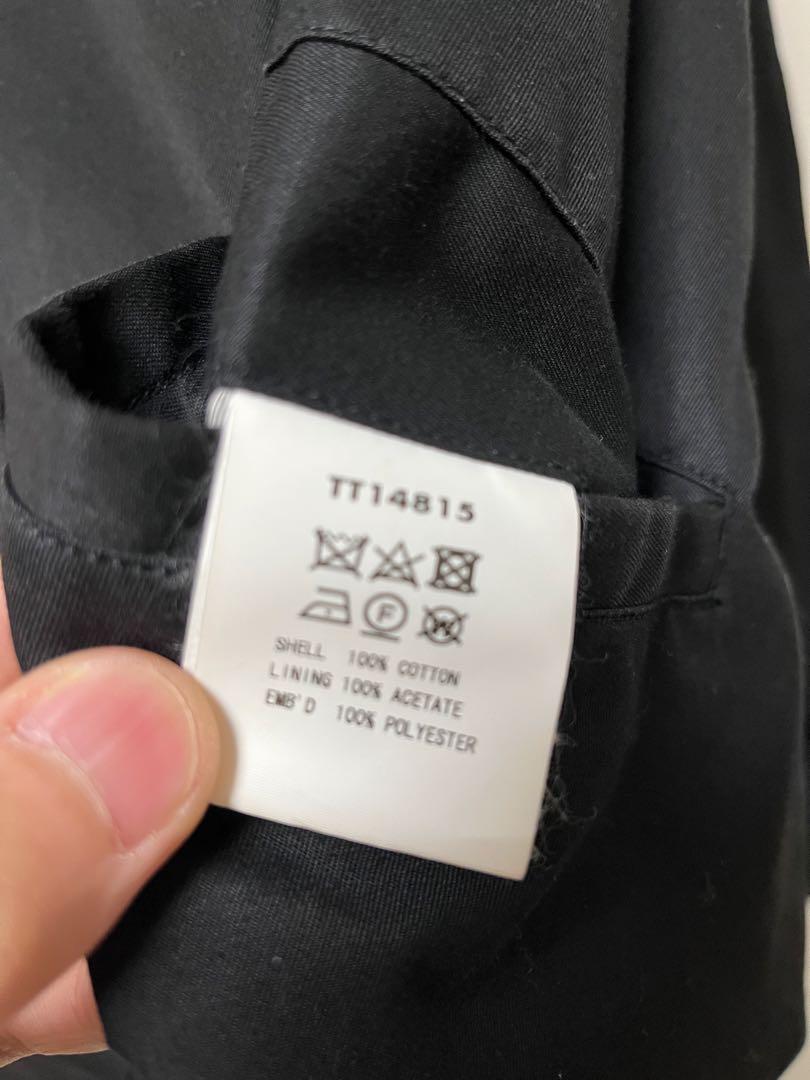 TT14815
F
W
SHELL 100% COTTON
LINING 100% ACETATE
EMB'D 100% POLYESTER